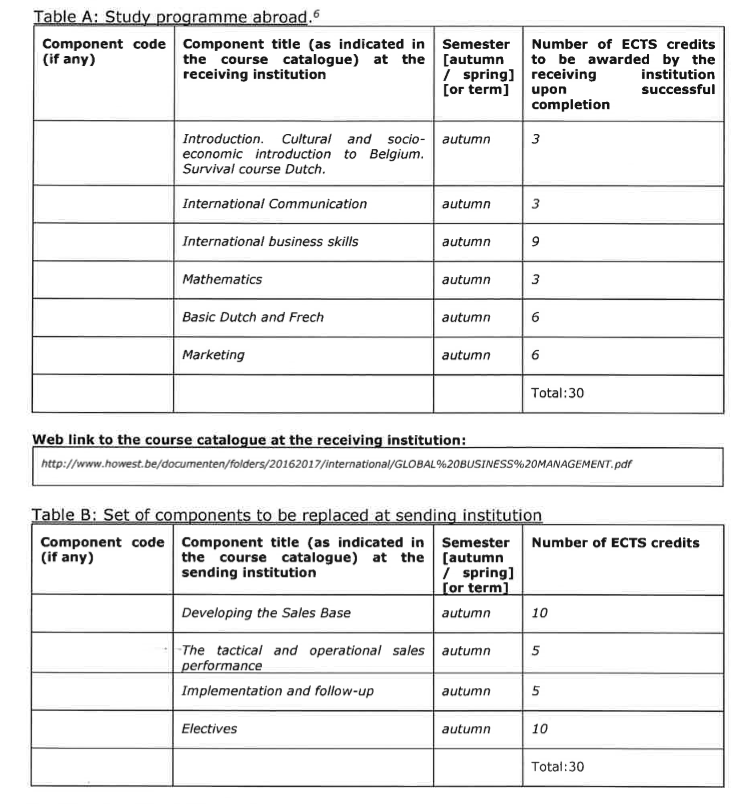 Table A: Study programme abroad.6
Component code Component title (as indicated in Semester Number of ECTS credits
(if any) the course catalogue) at the [autumn to be awarded by the
receiving institution / spring] receiving institution
[or term] upon successful
completion
Introduction. Cultural and socio- autumn 3
economic introduction to Belgium.
Survival course Dutch.
International Communication autumn 3
International business skills autumn 9
Mathematics autumn 3
Basic Dutch and Frech autumn 6
Marketing autumn 6
Total:30
Web link to the course catalogue at the receiving institution:
http://www.howest.be/documenten/folders/20162017/international/GLOBAL%20BUSINESS%20MANAGEMENT.pdf
Table B: Set of components to be replaced at sending institution
Component code Component title (as indicated in Semester Number of ECTS credits
(if any) the course catalogue) at the [autumn
sending institution / spring]
[or term]
Developing the Sales Base autumn 10
The tactical and operational sales autumn 5
performance
Implementation and follow-up autumn 5
Electives autumn 10
Total:30